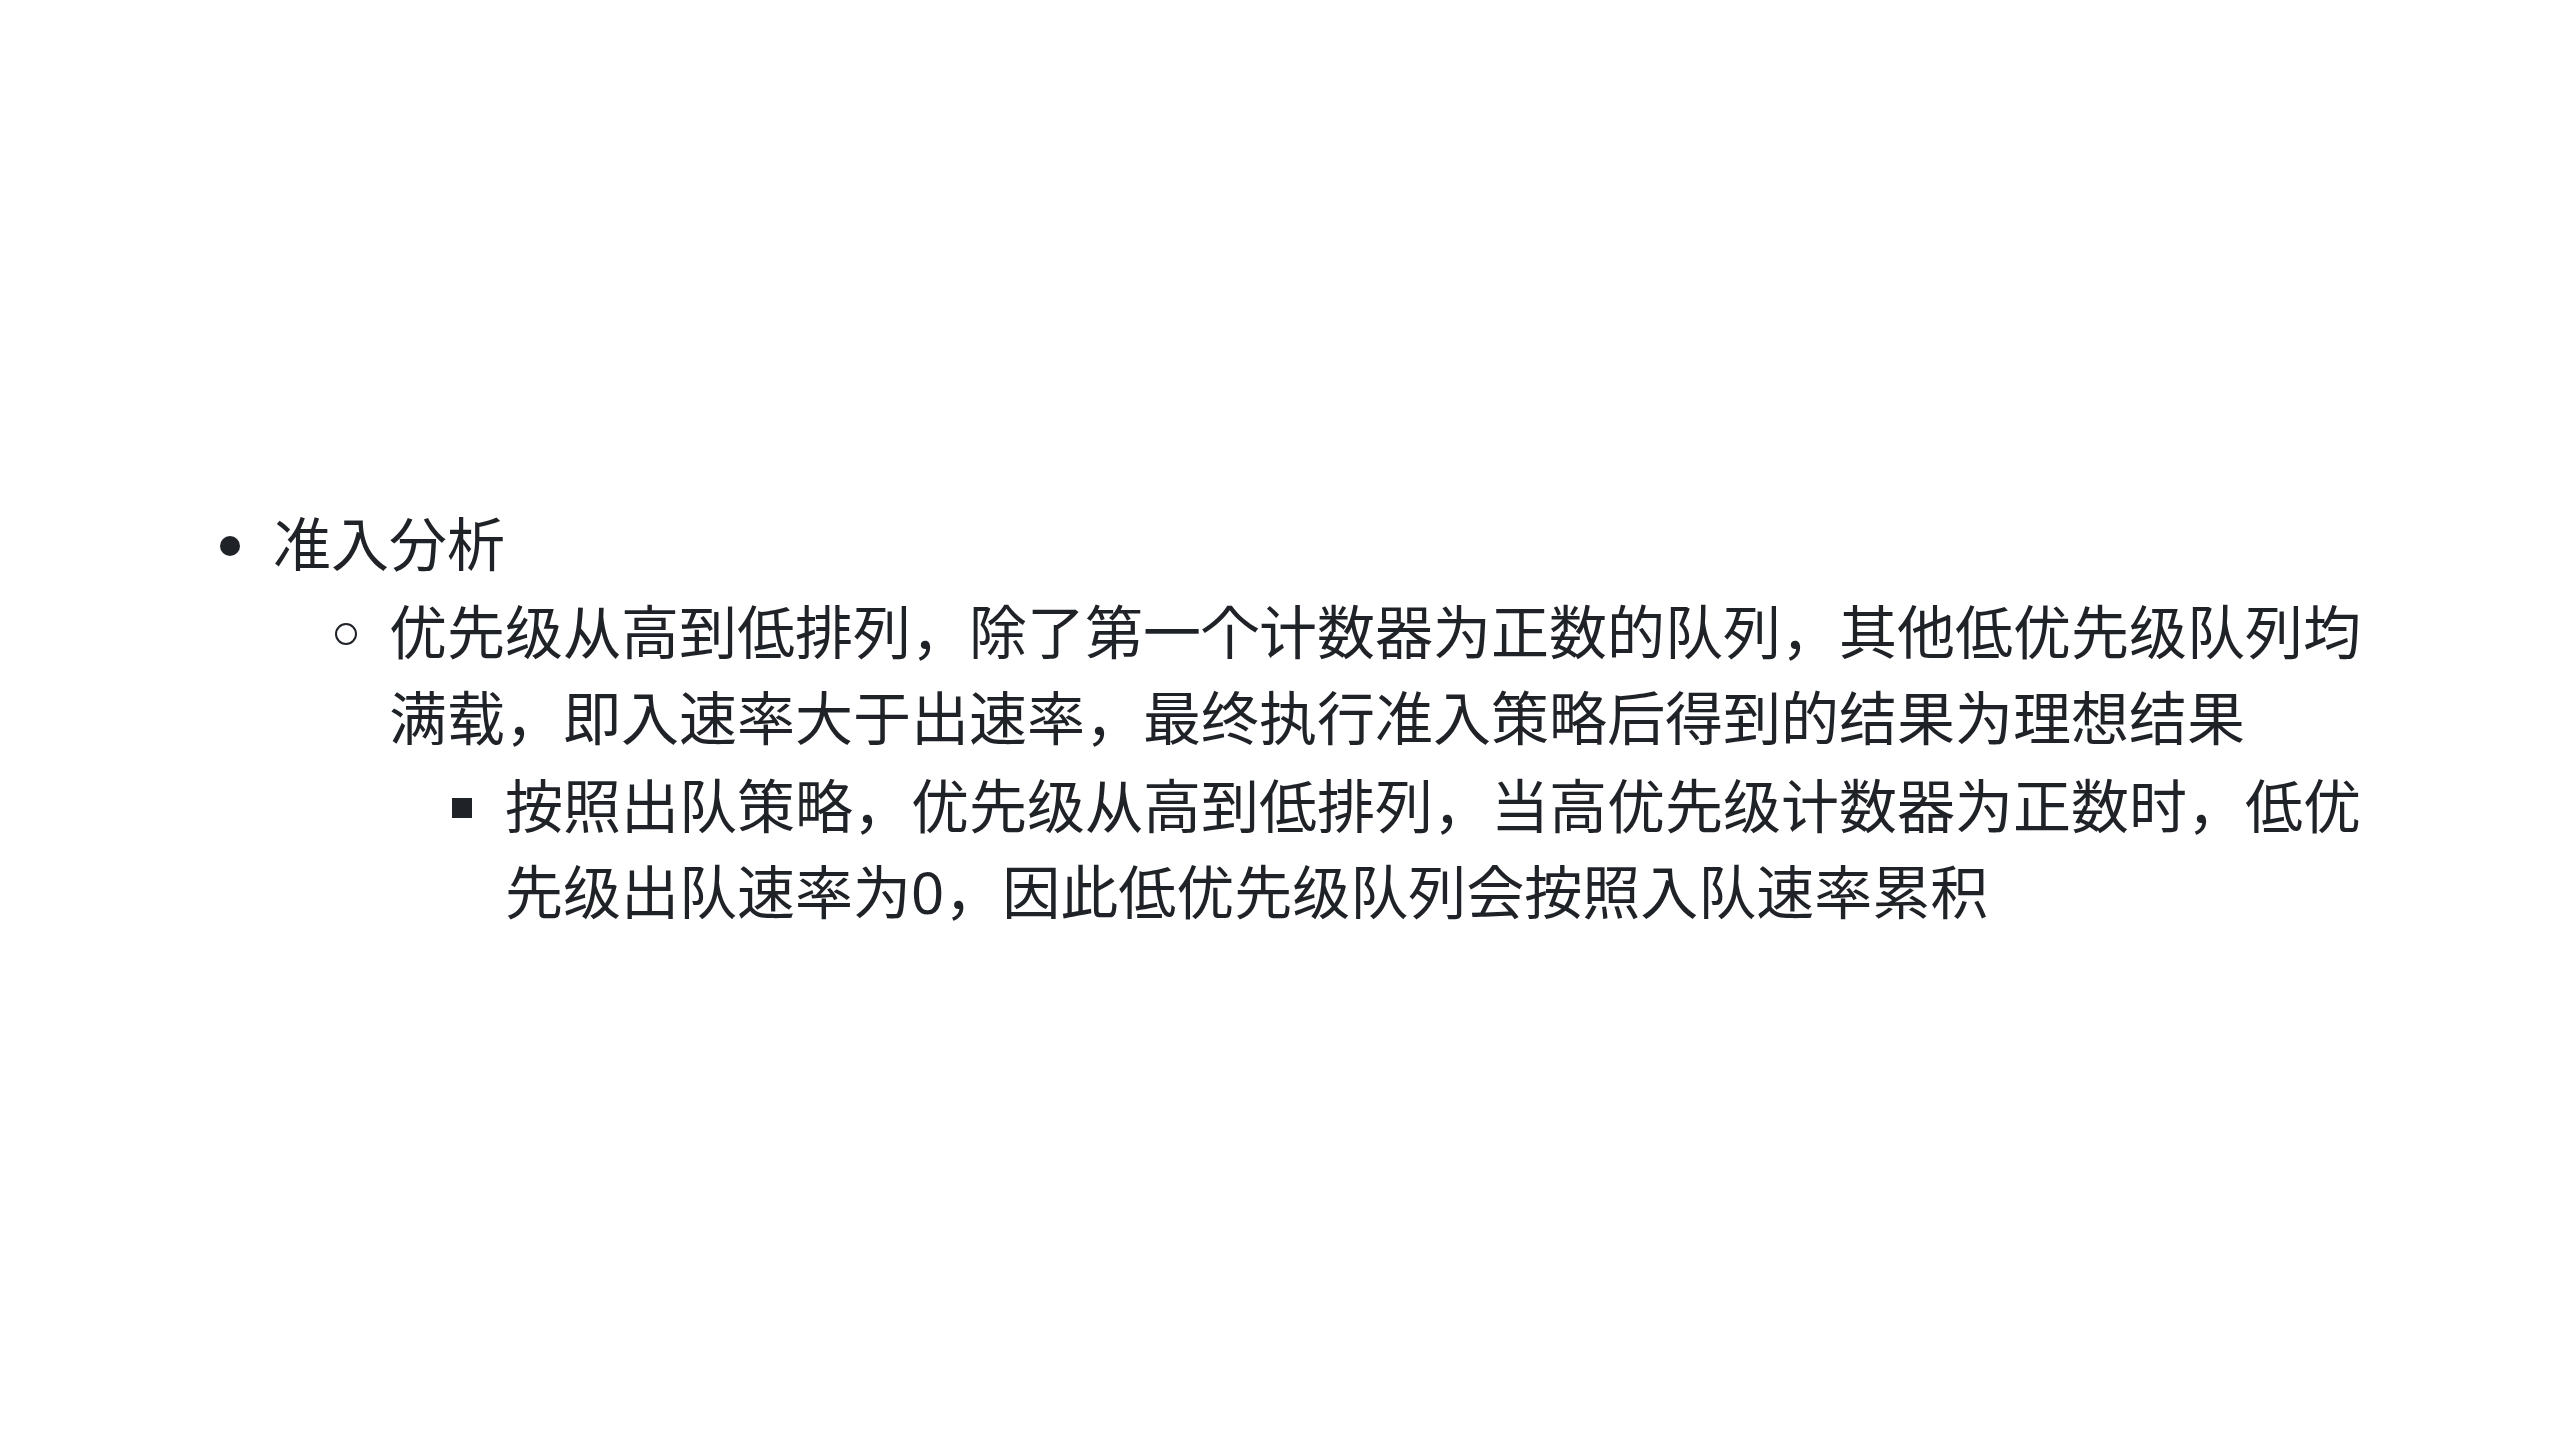 准入分析
优先级从高到低排列，除了第一个计数器为正数的队列，其他低优先级队列均
满载，即入速率大于出速率，最终执行准入策略后得到的结果为理想结果
按照出队策略，优先级从高到低排列，当高优先级计数器为正数时，低优
先级出队速率为0，因此低优先级队列会按照入队速率累积